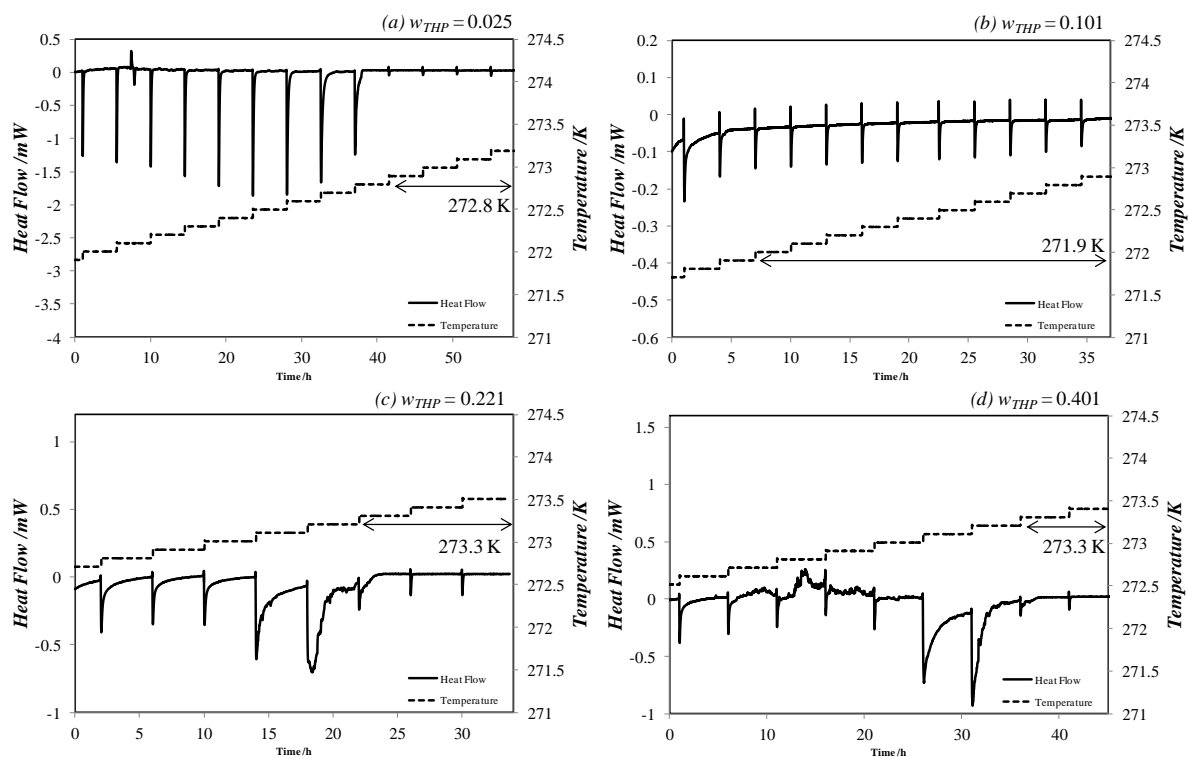 (a) wTHP = 0.025
0.5
0
-0.5
-1
-1.5
-2
-2.5
-3
-3.5
-4
Heat Flow /mW
274.5
274
273.5
273
272.5
272
271.5
271
Temperature /K
272.8 K
Heat Flow
Temperature
0 10 20 30 40 50
Time /h
(b) wTHP = 0.101
0.2
0.1
0
-0.1
-0.2
-0.3
-0.4
-0.5
-0.6
Heat Flow /mW
274.5
274
273.5
273
272.5
272
271.5
271
Temperature /K
271.9 K
Heat Flow
Temperature
0 5 10 15 20 25 30 35
Time /h
(c) wTHP = 0.221
1
0.5
0
-0.5
-1
Heat Flow /mW
274.5
274
273.5
273
272.5
272
271.5
271
Temperature /K
273.3 K
Heat Flow
Temperature
0 10 20 30
Time /h
(d) wTHP = 0.401
1.5
1
0.5
0
-0.5
-1
Heat Flow /mW
274.5
274
273.5
273
272.5
272
271.5
271
Temperature /K
273.3 K
Heat Flow
Temperature
0 10 20 30 40
Time /h